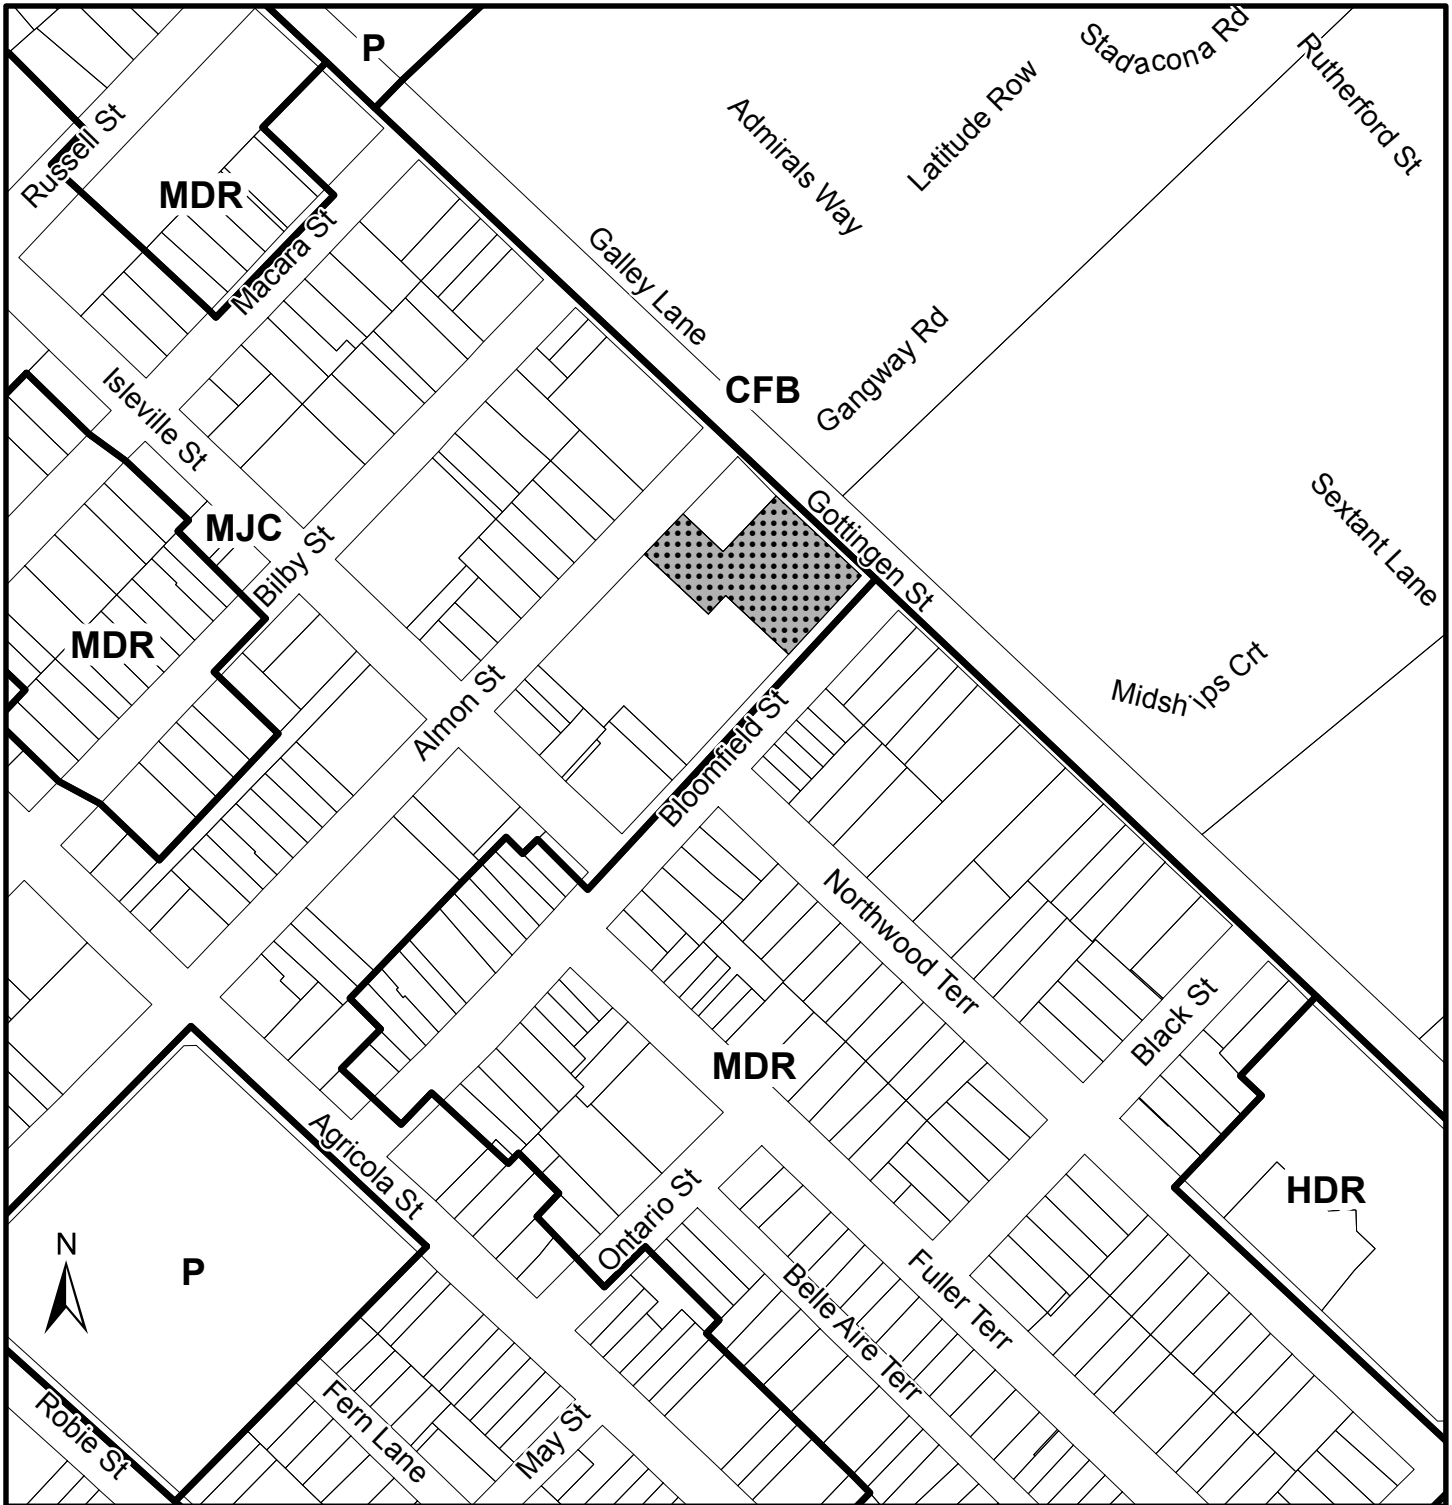 P
Stadacona Rd
Rutherford St
Latitude Row
Admirals Way
Russell St
MDR
Macara St
Galley Lane
CFB
Gangway Rd
Isleville St
MJC
Bilby St
Gottingen St
Sextant Lane
MDR
Almon St
Midships Crt
Bloomfield St
Northwood Terr
Black St
MDR
Agricola St
Ontario St
HDR
N
P
Fuller Terr
Belle Aire Terr
Robie St
Fern Lane
May St